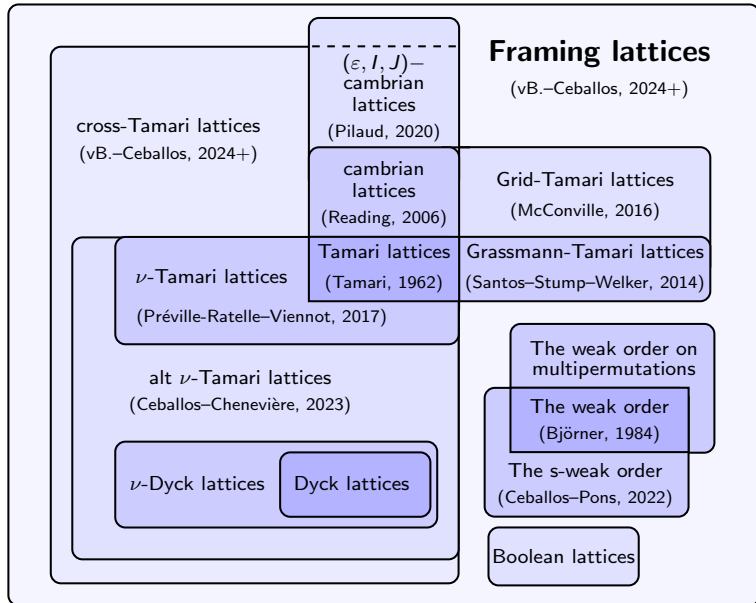 Framing lattices
(vB.–Ceballos, 2024+)
(ε, I, J)−
cambrian
lattices
(Pilaud, 2020)
cross-Tamari lattices
(vB.–Ceballos, 2024+)
cambrian
lattices
(Reading, 2006)
Grid-Tamari lattices
(McConville, 2016)
Tamari lattices
(Tamari, 1962)
Grassmann-Tamari lattices
(Santos–Stump–Welker, 2014)
ν-Tamari lattices
(Préville-Ratelle–Viennot, 2017)
alt ν-Tamari lattices
(Ceballos–Chenevière, 2023)
The weak order on
multipermutations
The weak order
(Björner, 1984)
The s-weak order
(Ceballos–Pons, 2022)
ν-Dyck lattices
Dyck lattices
Boolean lattices